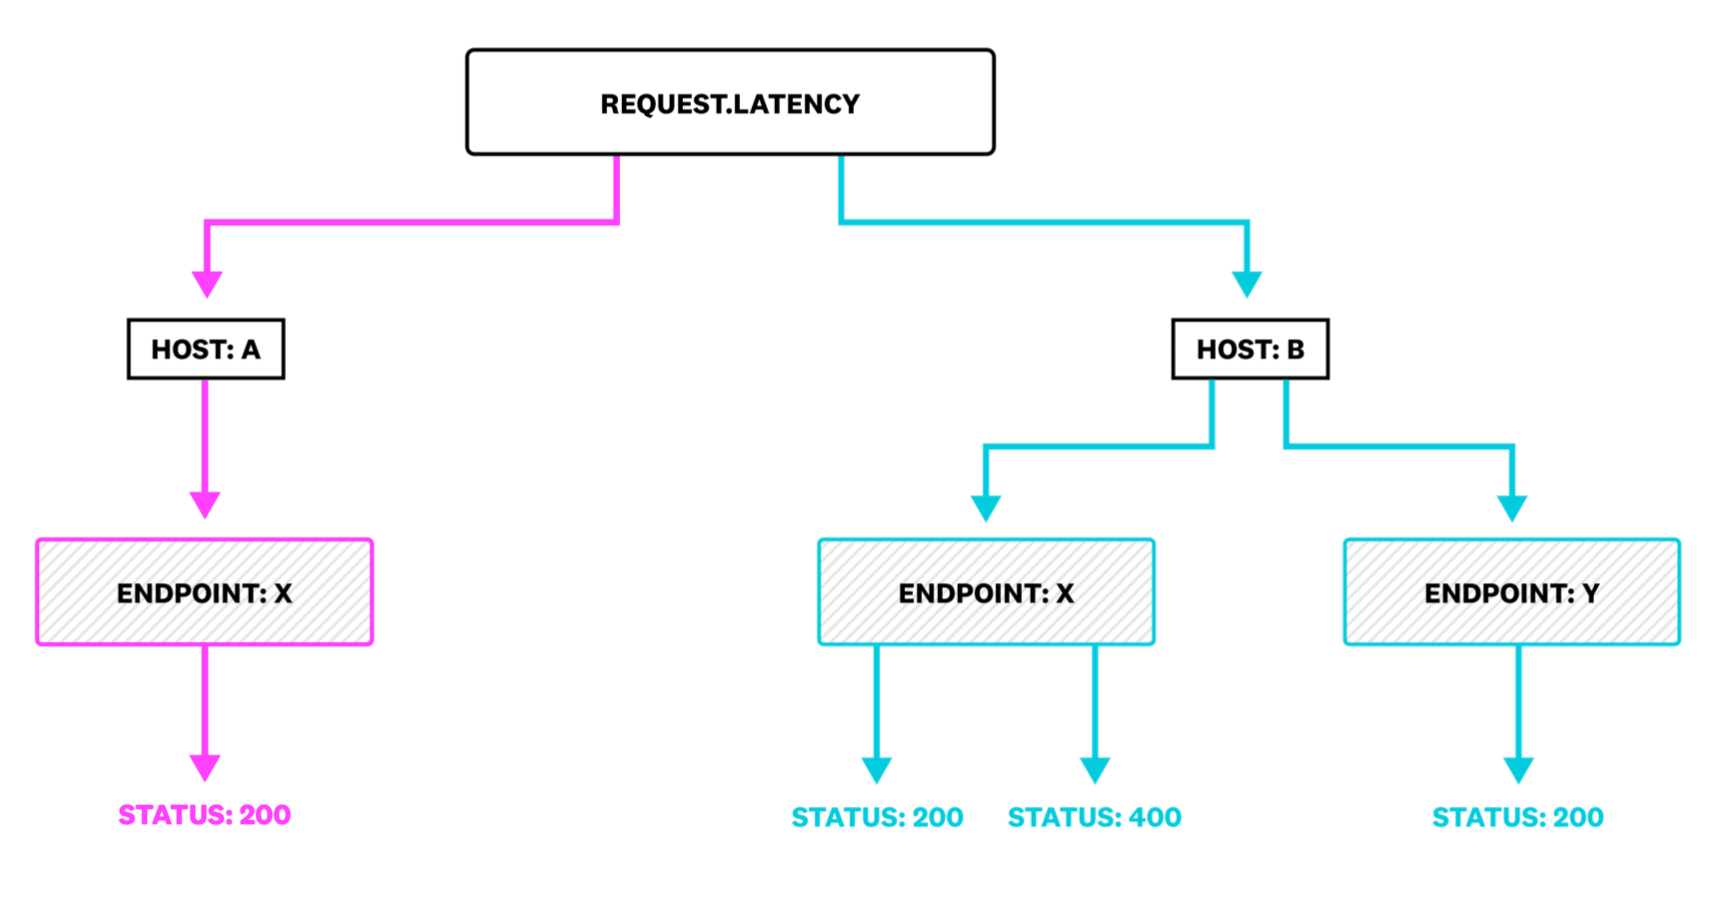 REQUEST.LATENCY
HOST: A
HOST: B
ENDPOINT: X
ENDPOINT: X
ENDPOINT: Y
STATUS: 200
STATUS: 200
STATUS: 400
STATUS: 200